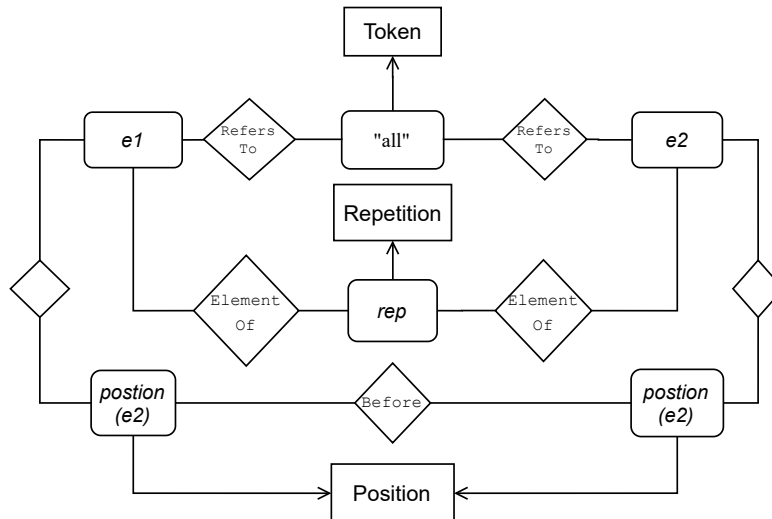 Token
e1
Refers
To
"all"
Refers
To
e2
Repetition
Element
Of
rep
Element
Of
postion
(e2)
Before
postion
(e2)
Position